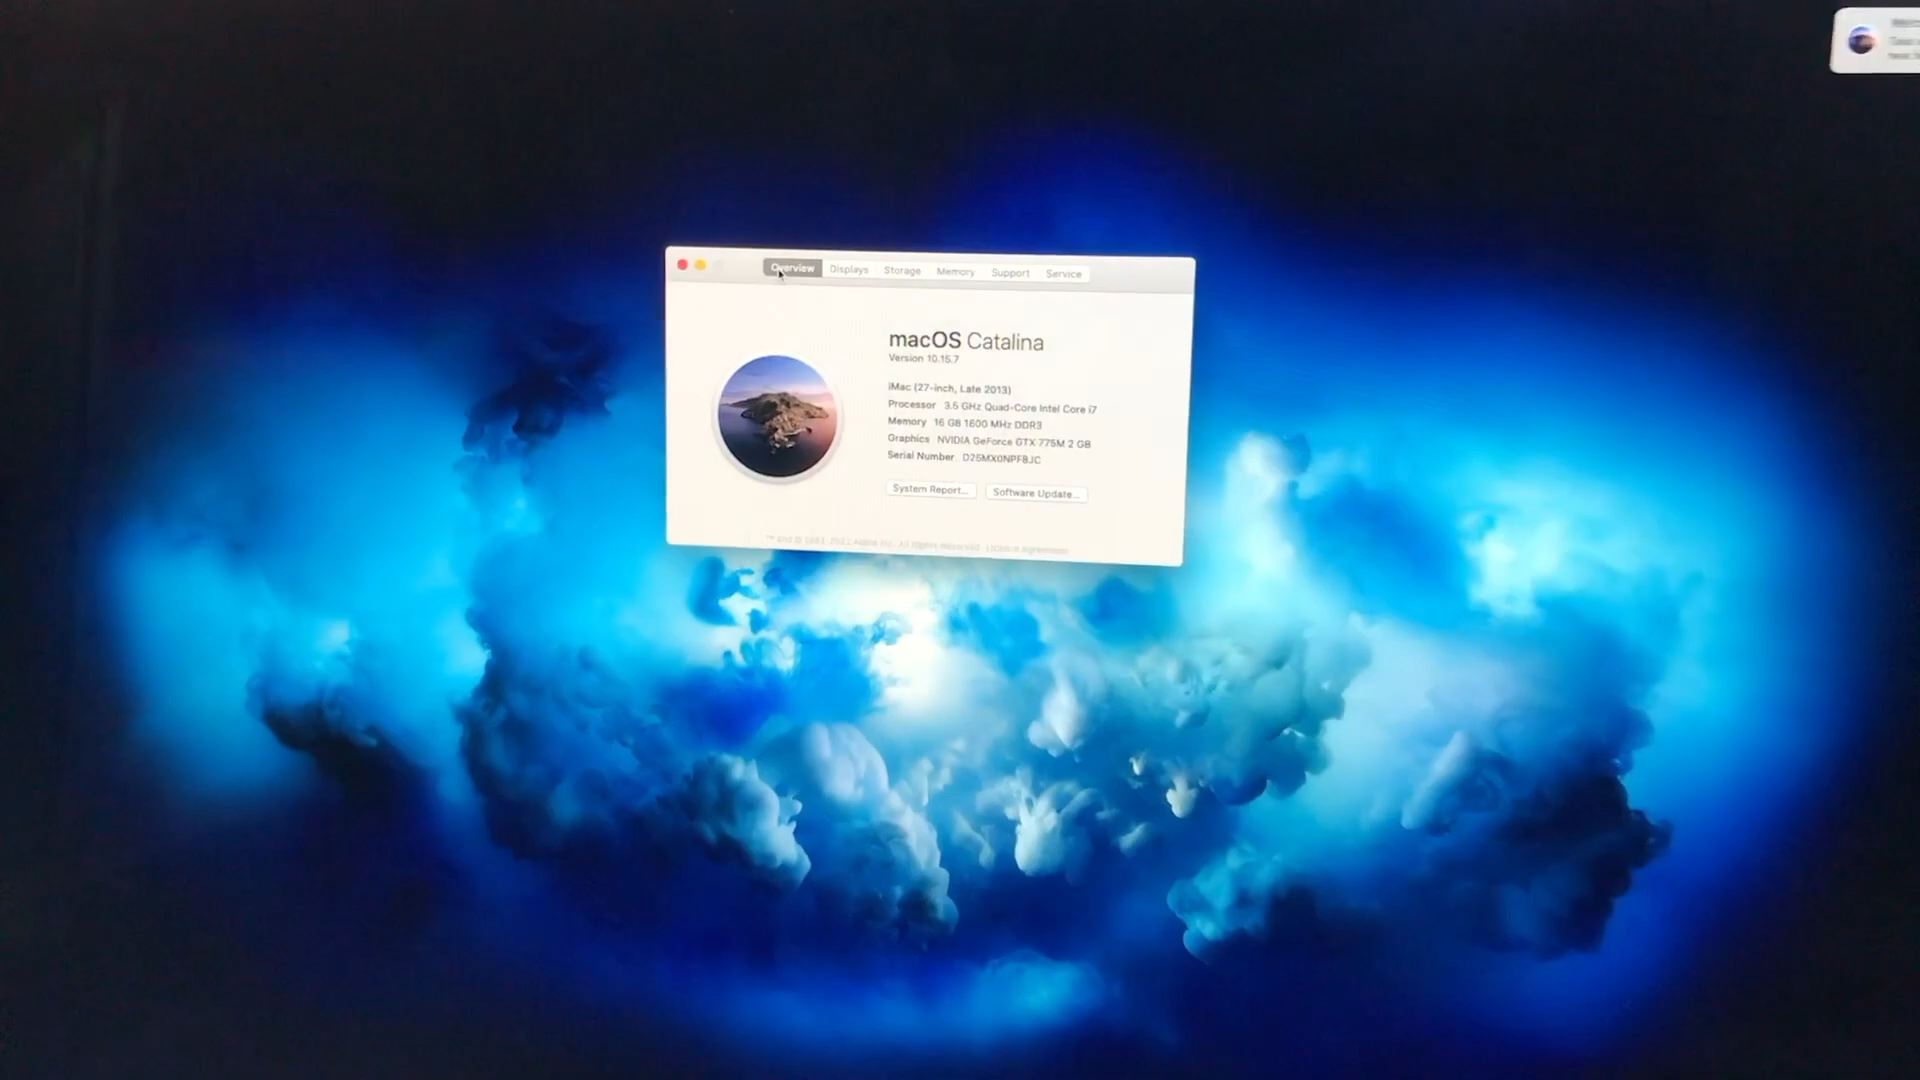 Overview Displays Storage Memory Support Service
macOS Catalina
Version 10.15.7
iMac (27-inch, Late 2013)
Processor 3.5 GHz Quad-Core Intel Core i7
Memory 16 GB 1600 MHz DDR3
Graphics NVIDIA GeForce GTX 775M 2 GB
Serial Number D25MX0NPF8JC
System Report... Software Update...